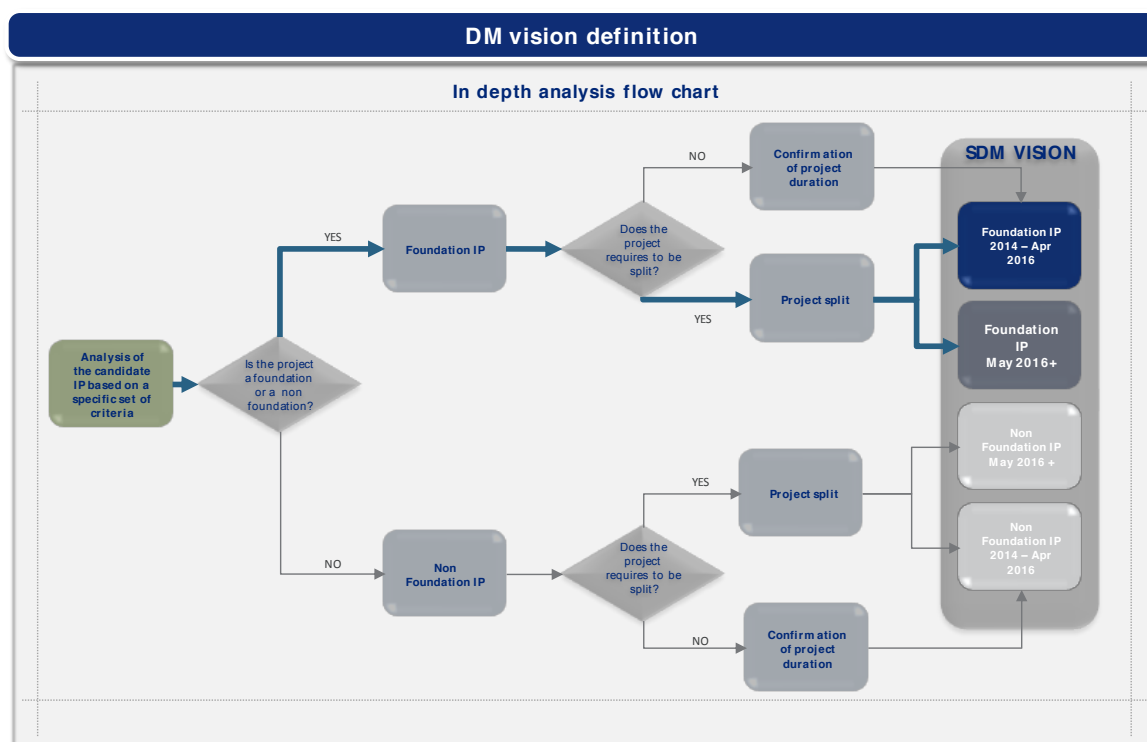 DM vision definition
In depth analysis flow chart
SDM VISION
NO
Confirmation
of project
duration
YES
Foundation IP
Does the
project
requires to be
split?
Foundation IP
2014 – Apr
2016
YES
Project split
Foundation
IP
May 2016+
Analysis of
the candidate
IP based on a
specific set of
criteria
Is the project
a foundation
or a non
foundation?
Non
Foundation IP
May 2016 +
YES
Project split
NO
Non
Foundation IP
Does the
project
requires to be
split?
Non
Foundation IP
2014 – Apr
2016
NO
Confirmation
of project
duration